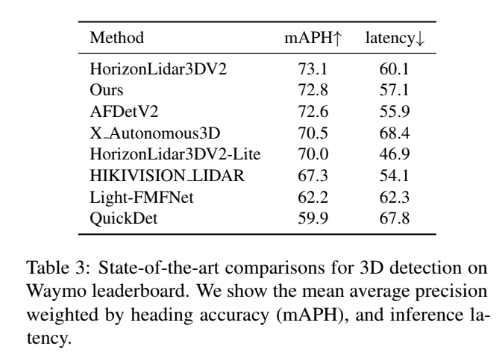 Method mAPH↑ latency↓
HorizonLidar3DV2 73.1 60.1
Ours 72.8 57.1
AFDetV2 72.6 55.9
X_Autonomous3D 70.5 68.4
HorizonLidar3DV2-Lite 70.0 46.9
HIKIVISION_LIDAR 67.3 54.1
Light-FMFNet 62.2 62.3
QuickDet 59.9 67.8
Table 3: State-of-the-art comparisons for 3D detection on
Waymo leaderboard. We show the mean average precision
weighted by heading accuracy (mAPH), and inference la-
tency.